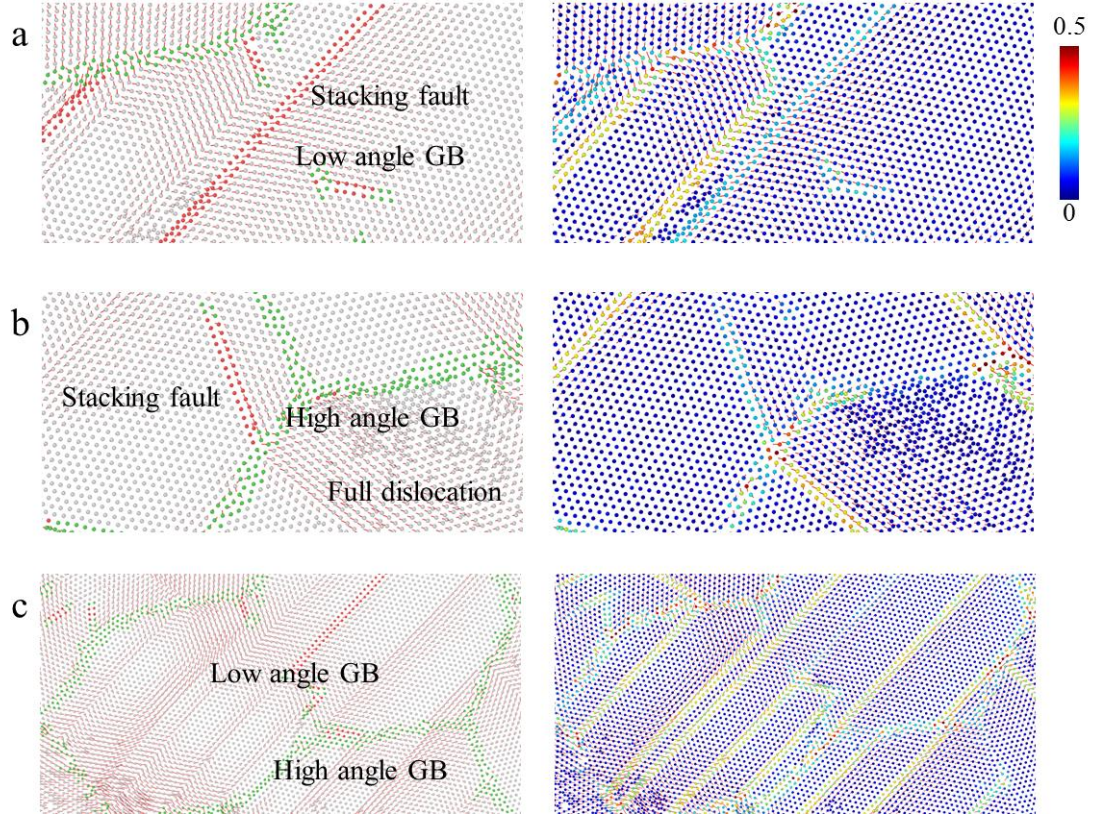 a
0.5
Stacking fault
Low angle GB
0
b
Stacking fault
High angle GB
Full dislocation
c
Low angle GB
High angle GB